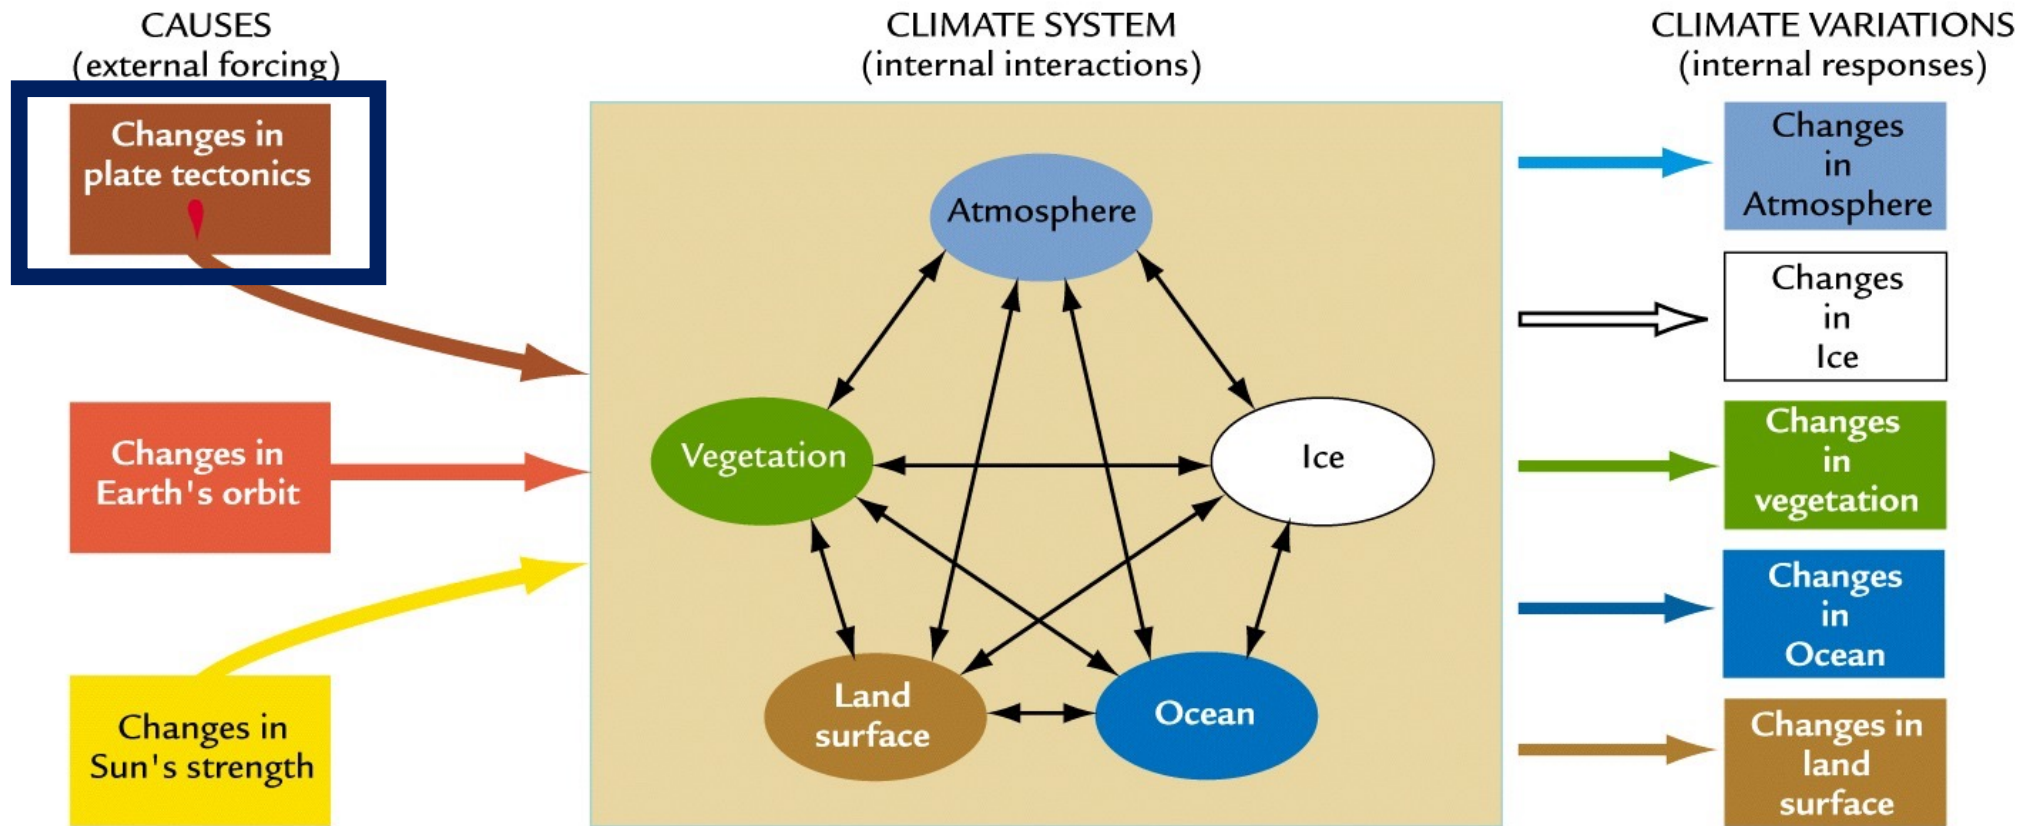 CAUSES
(external forcing)
Changes in
plate tectonics
Changes in
Earth's orbit
Changes in
Sun's strength
CLIMATE SYSTEM
(internal interactions)
Atmosphere
Vegetation
Ice
Land
surface
Ocean
CLIMATE VARIATIONS
(internal responses)
Changes
in
Atmosphere
Changes
in
Ice
Changes
in
vegetation
Changes
in
Ocean
Changes in
land
surface